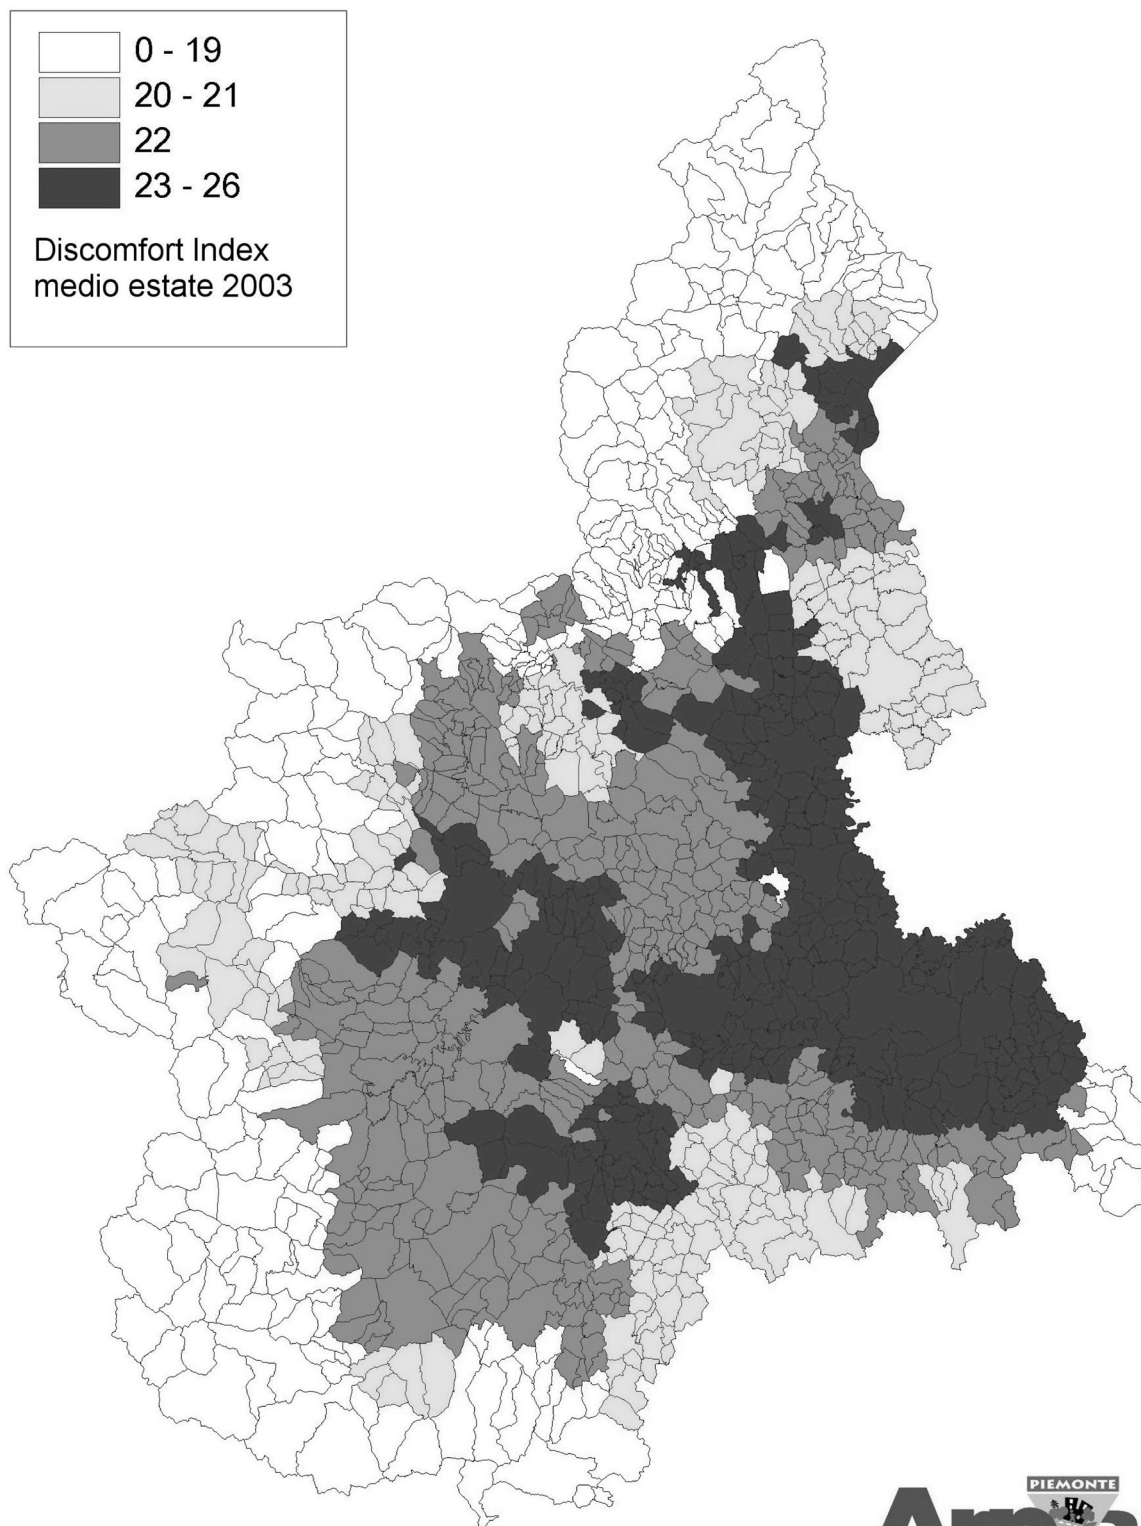 0 - 19
20 - 21
22
23 - 26
Discomfort Index
medio estate 2003
PIEMONTE